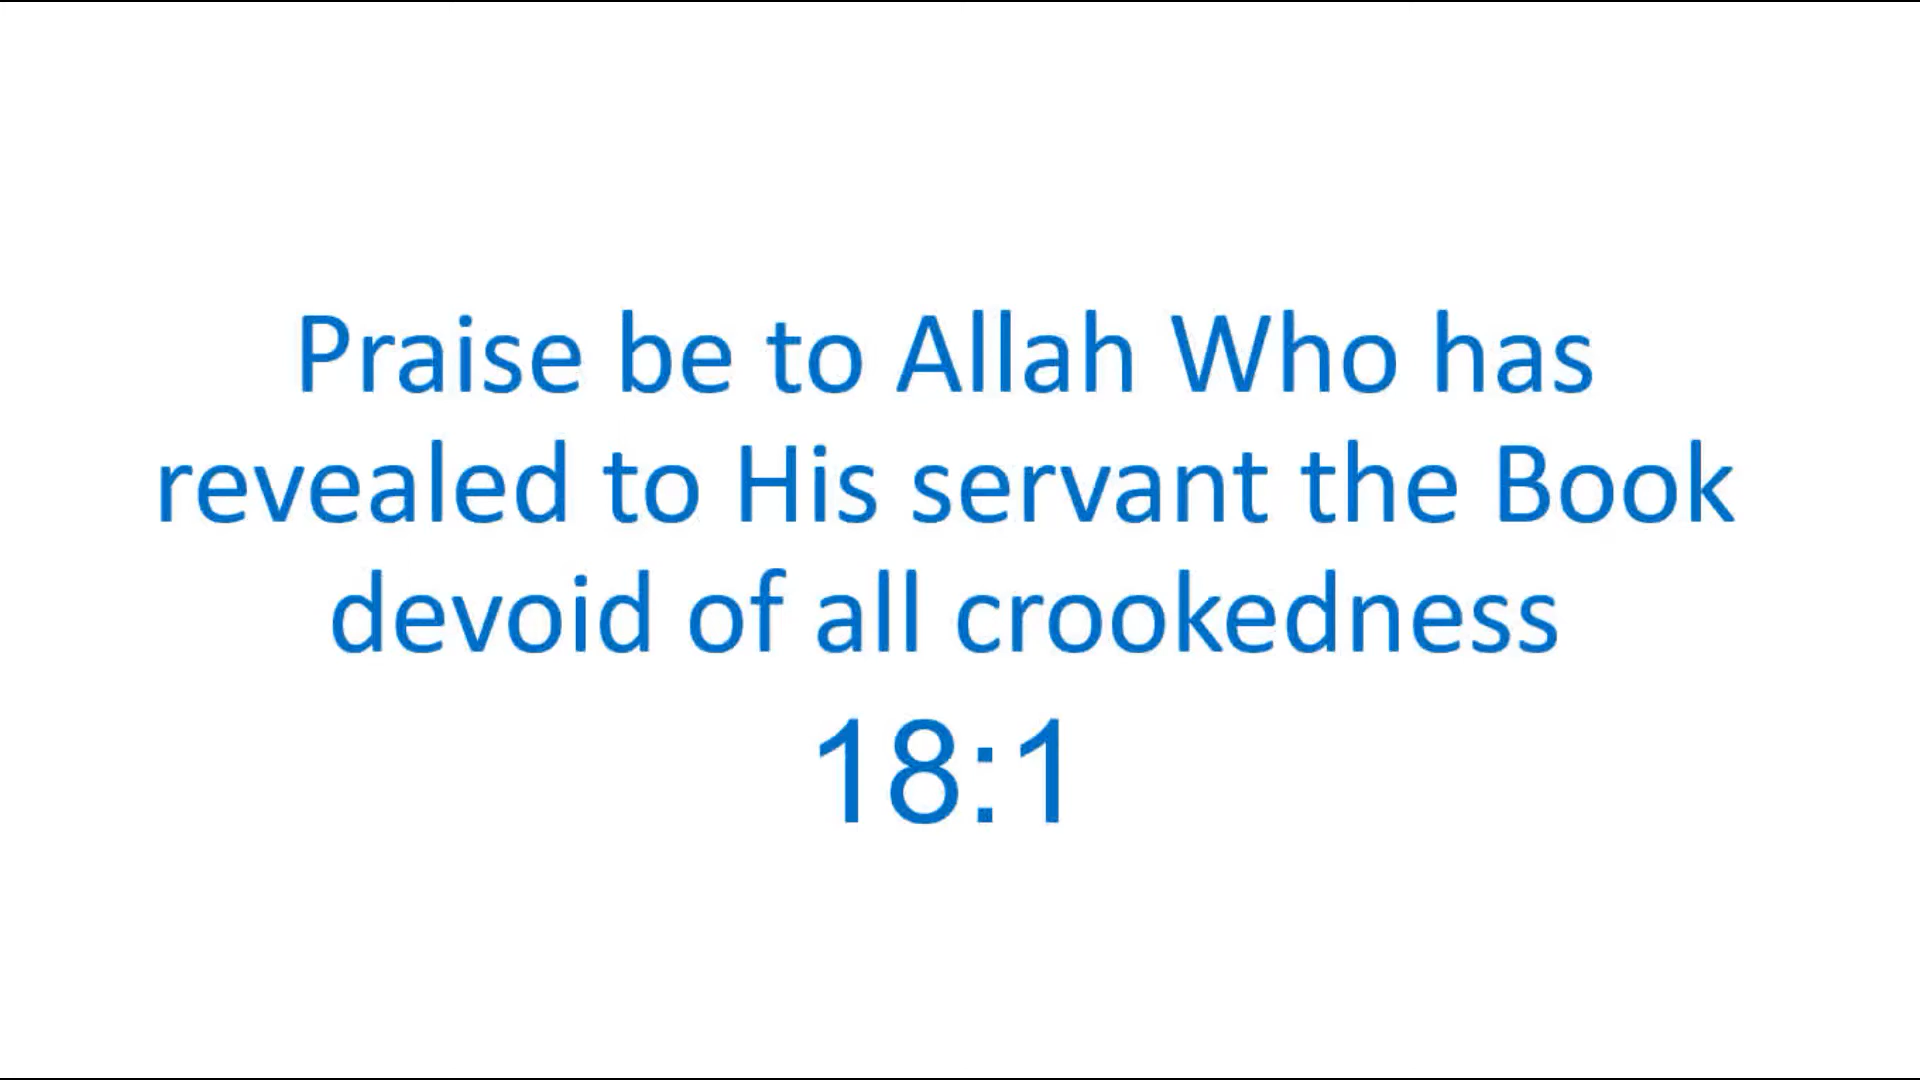 Praise be to Allah Who has
revealed to His servant the Book
devoid of all crookedness
18:1